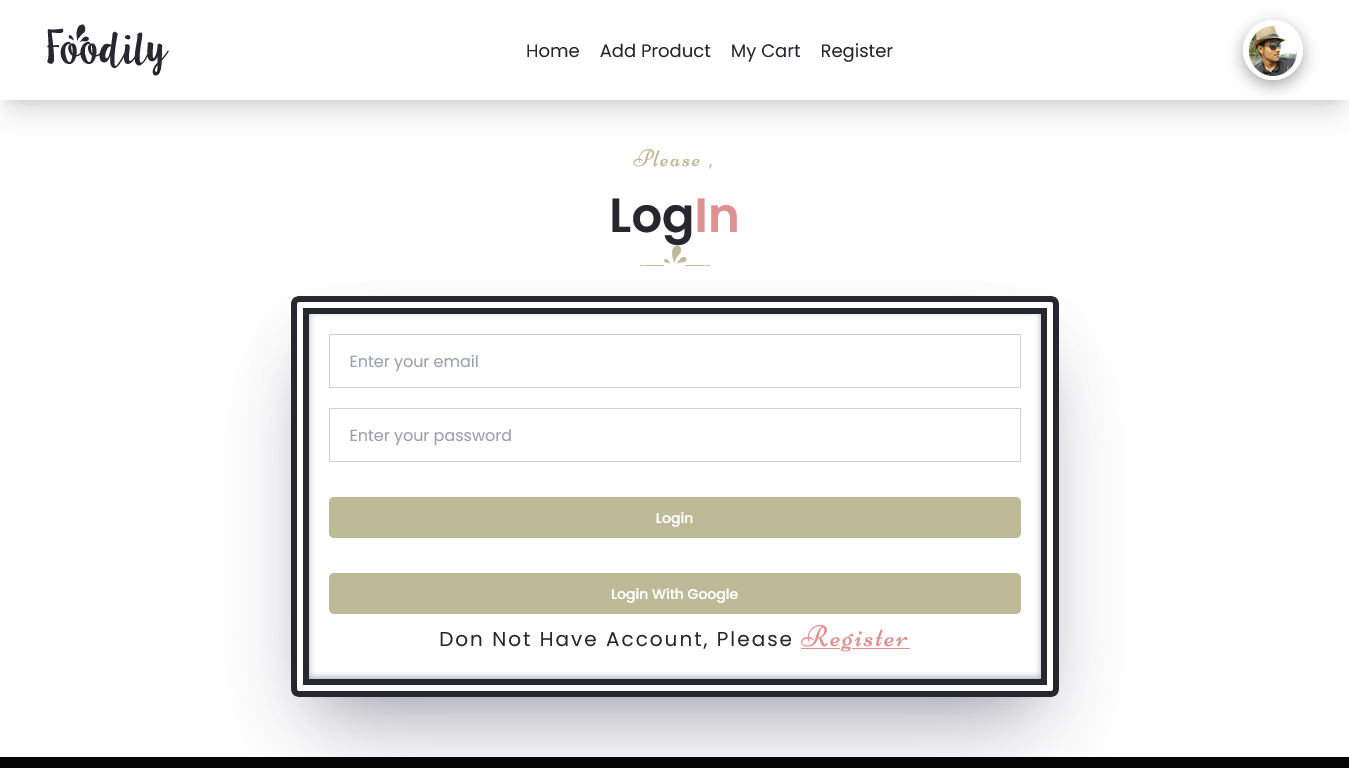 Foodily
Home Add Product My Cart Register
Please ,
LogIn
Enter your email
Enter your password
Login
Login With Google
Don Not Have Account, Please Register